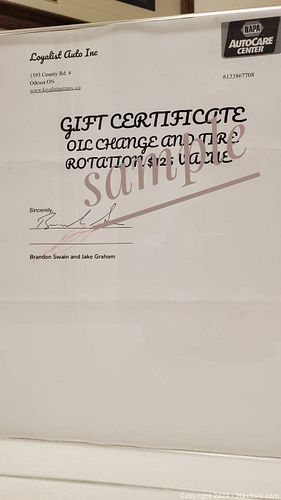 Loyalist Auto Inc
NAPA
AUTOCARE
CENTER
1593 County Rd. 4
Odessa ON
www.loyalistautoinc.ca
6133867708
GIFT CERTIFICATE
OIL CHANGE AND TIRE
ROTATION. $125 VALUE
sample
Sincerely,
Brandon Swain and Jake Graham
Copyright 2024 - MaxSold.com